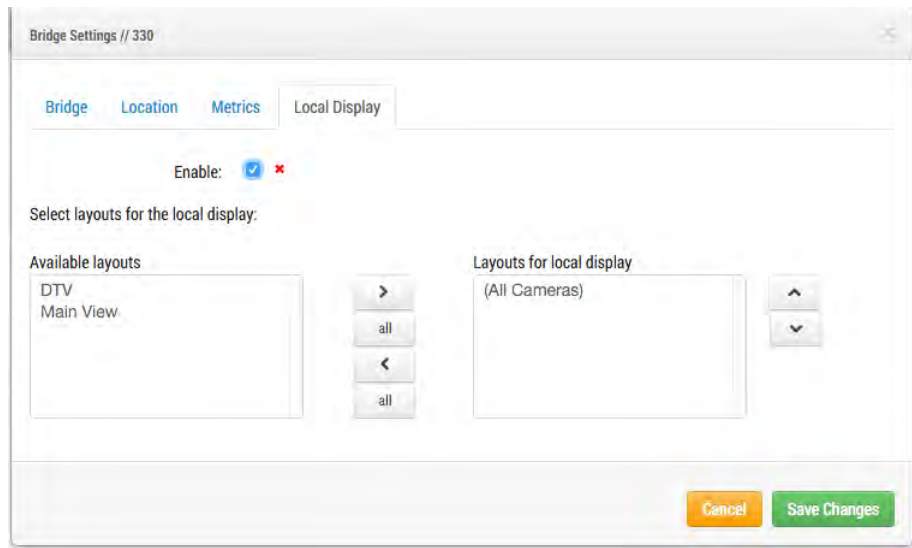 Bridge Settings // 330
Bridge Location Metrics Local Display
Enable:
Select layouts for the local display:
Available layouts
Layouts for local display
DTV
Main View
(All Cameras)
all
all
Cancel Save Changes